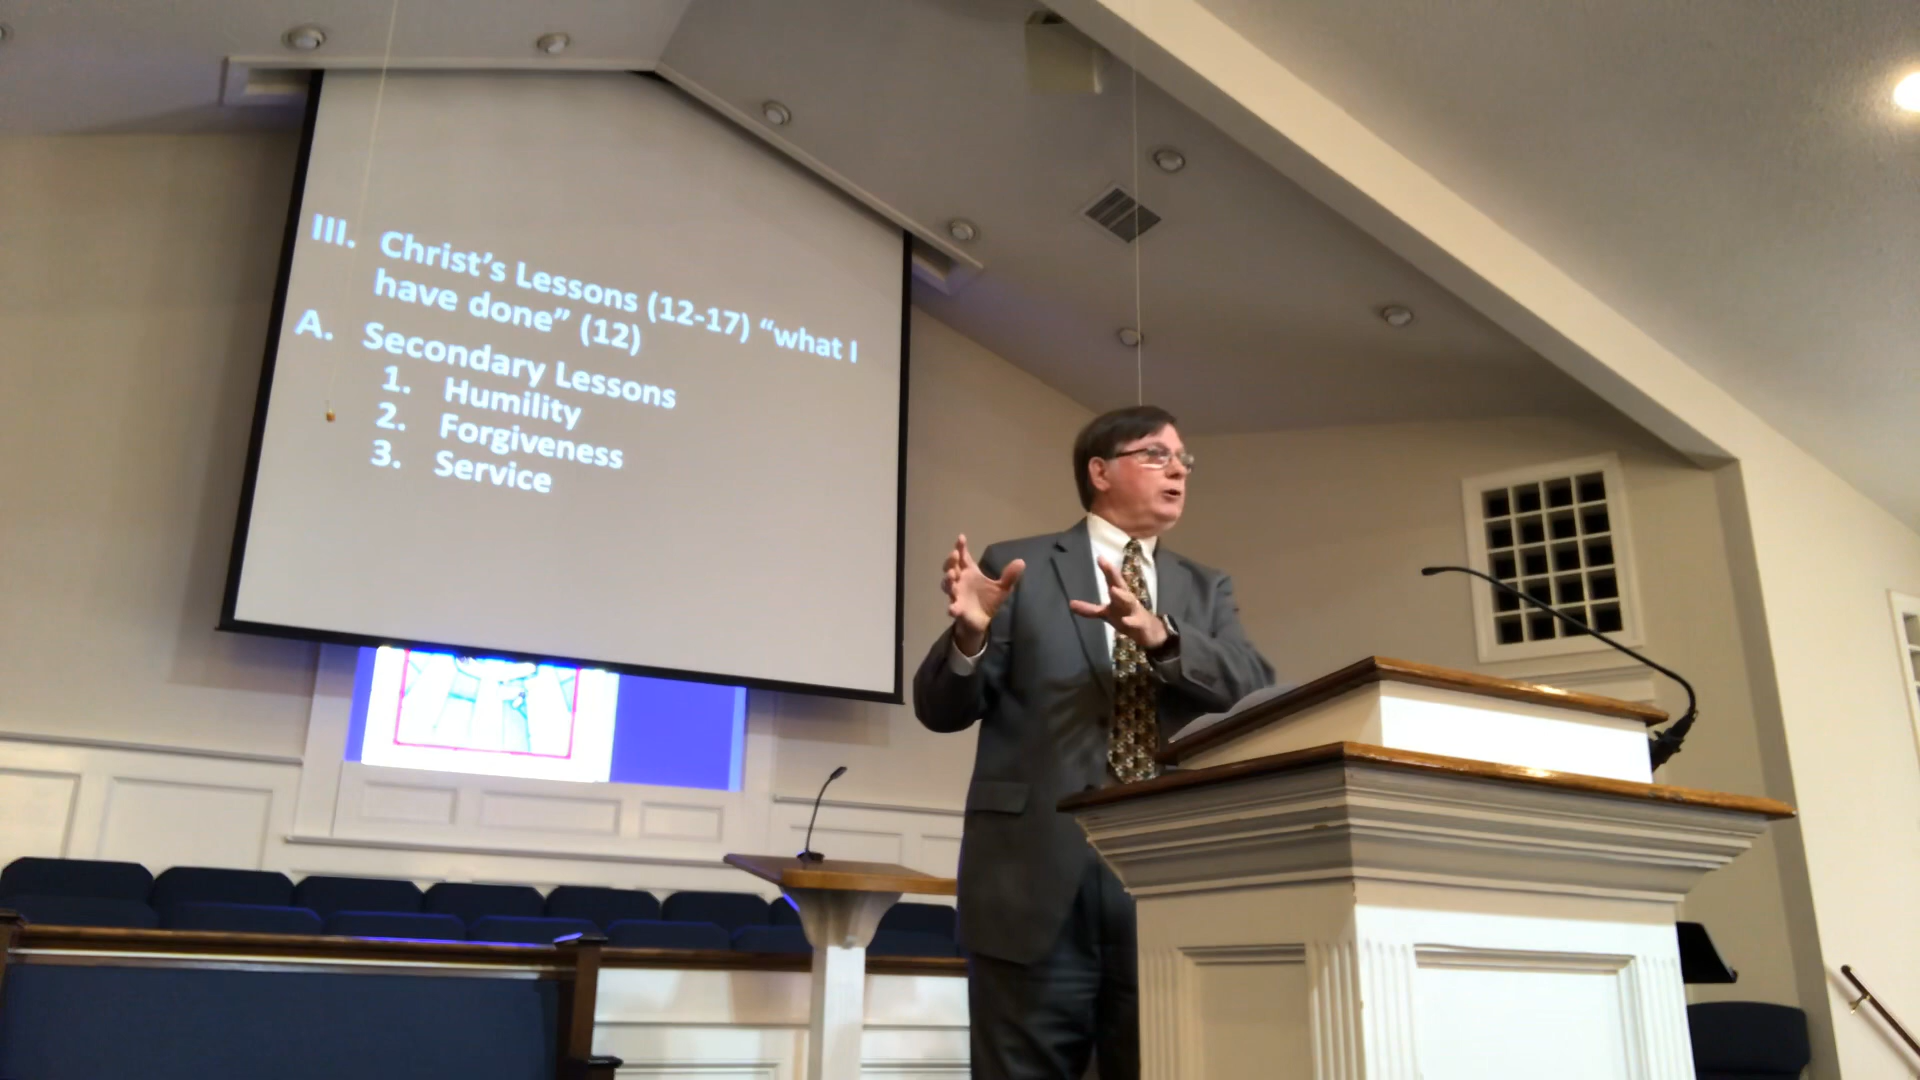 III. Christ's Lessons (12-17) “what I
have done” (12)
A. Secondary Lessons
1. Humility
2. Forgiveness
3. Service